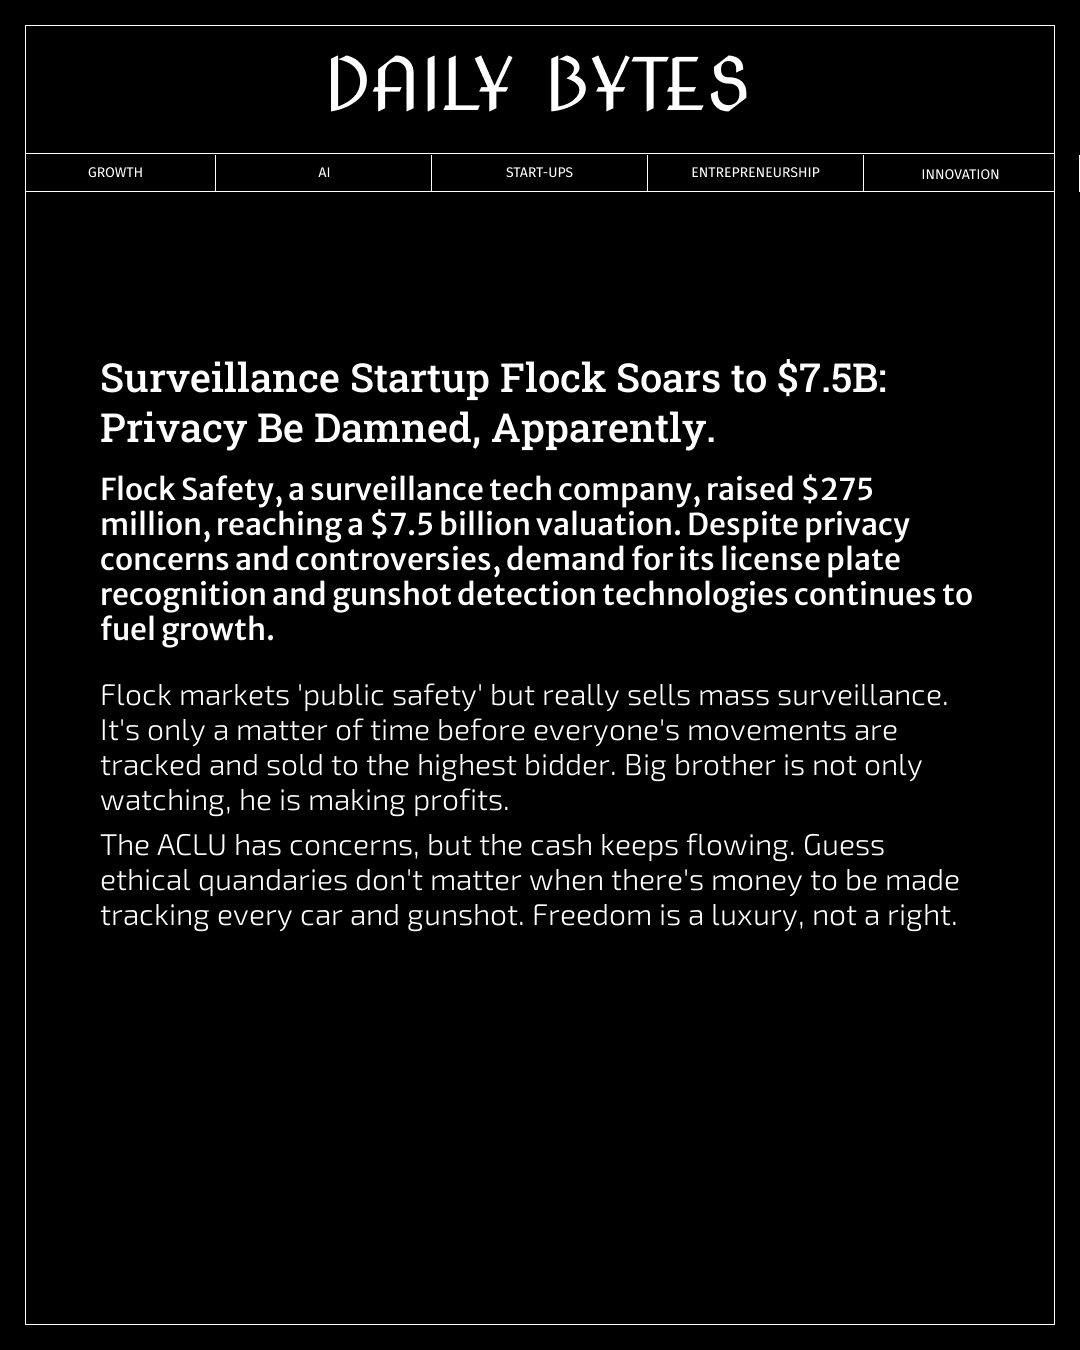 DAILY BYTES
GROWTH
AI
START-UPS
ENTREPRENEURSHIP
INNOVATION
Surveillance Startup Flock Soars to $7.5B:
Privacy Be Damned, Apparently.
Flock Safety, a surveillance tech company, raised $275
million, reaching a $7.5 billion valuation. Despite privacy
concerns and controversies, demand for its license plate
recognition and gunshot detection technologies continues to
fuel growth.
Flock markets 'public safety' but really sells mass surveillance.
It's only a matter of time before everyone's movements are
tracked and sold to the highest bidder. Big brother is not only
watching, he is making profits.
The ACLU has concerns, but the cash keeps flowing. Guess
ethical quandaries don't matter when there's money to be made
tracking every car and gunshot. Freedom is a luxury, not a right.